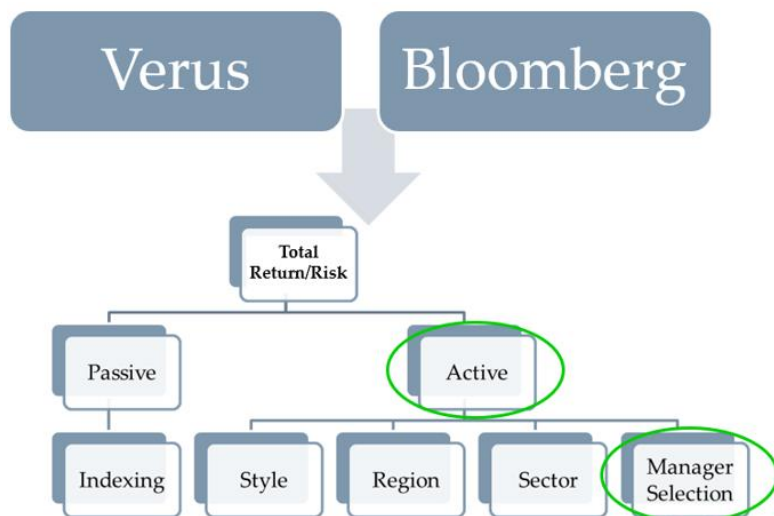 Verus
Bloomberg
Total
Return/Risk
Passive
Active
Indexing
Style
Region
Sector
Manager
Selection